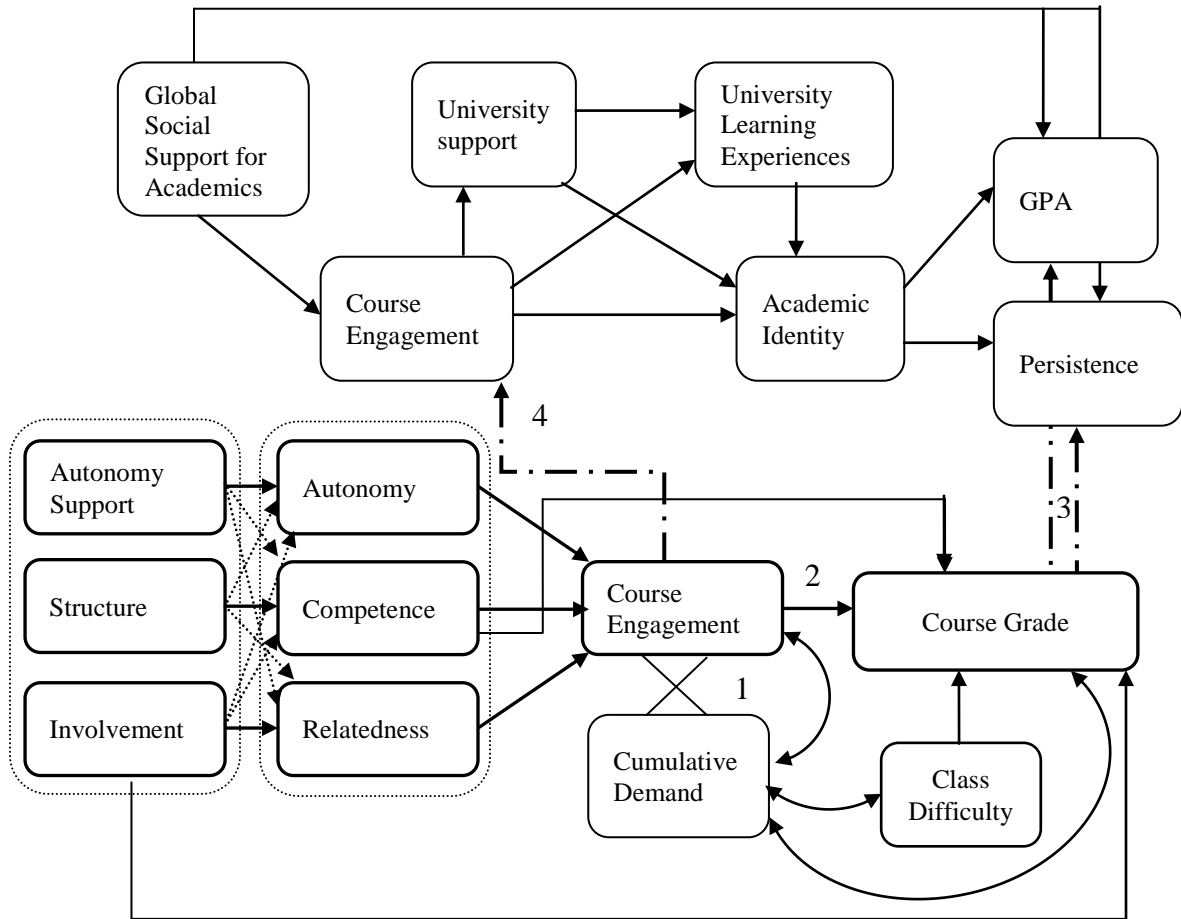 Global
Social
Support for
Academics
University
support
University
Learning
Experiences
GPA
Course
Engagement
Academic
Identity
Persistence
4
Autonomy
Support
Autonomy
3
Structure
Competence
Course
Engagement
2
Course Grade
1
Involvement
Relatedness
Cumulative
Demand
Class
Difficulty